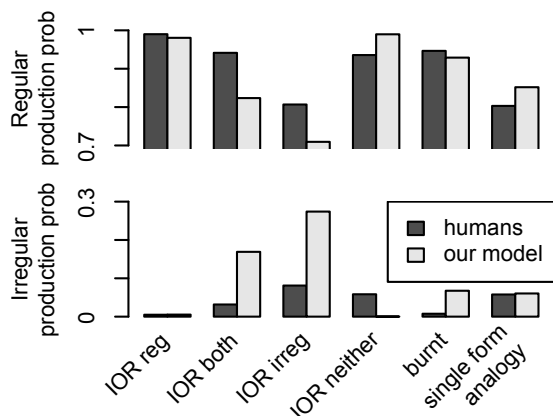 Regular
production prob
1
0.7
Irregular
production prob
0.3
0
humans
our model
IOR reg
IOR both
IOR irreg
IOR neither
burnt
single form
analogy